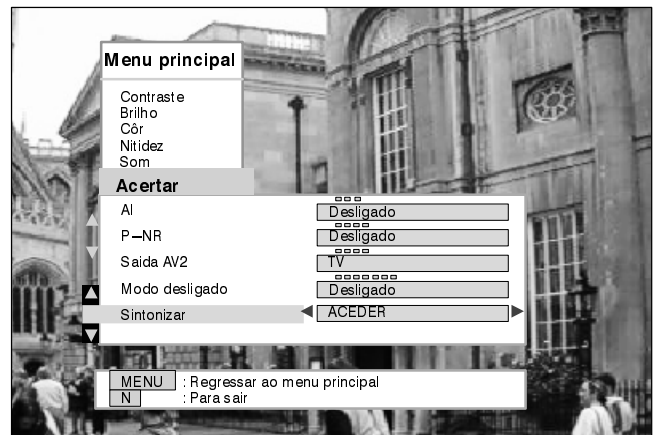 Menu principal
Contraste
Brilho
Côr
Nitidez
Som
Acertar
AI Desligado
P–NR Desligado
Saida AV2 TV
Modo desligado Desligado
Sintonizar ACEDER
MENU : Regressar ao menu principal
N : Para sair